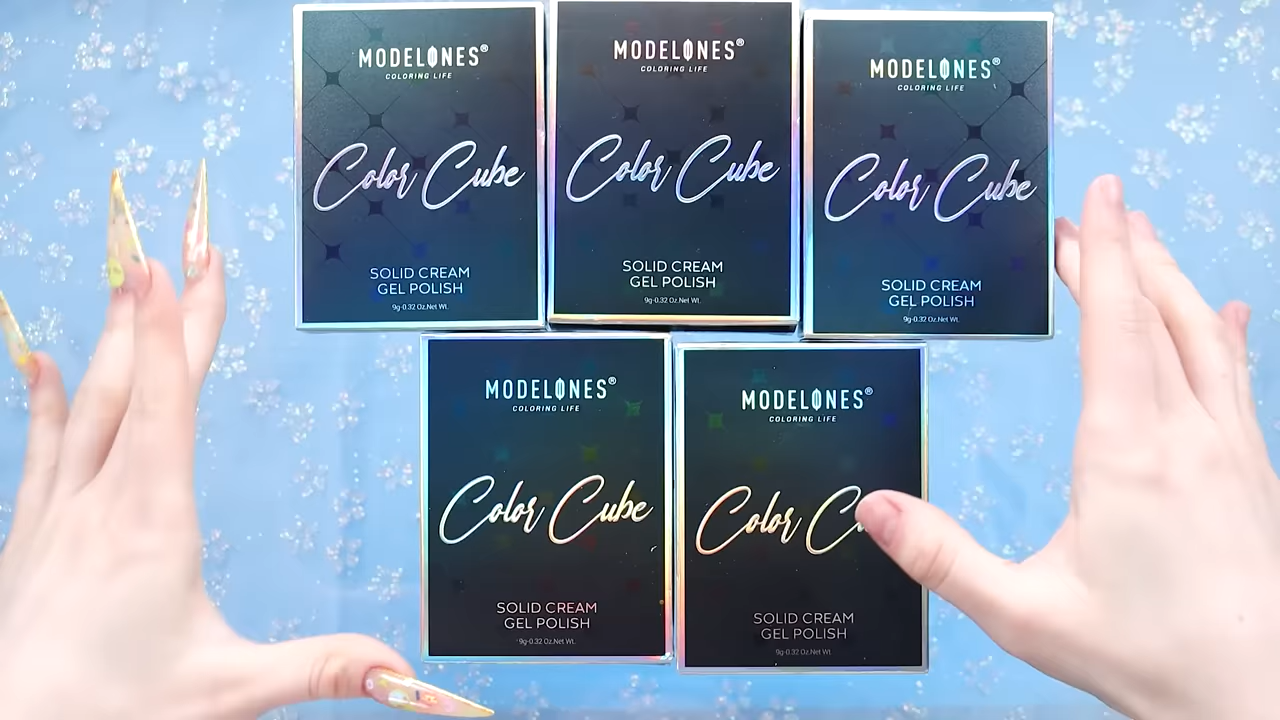 MODELONES®
COLORING LIFE
Color Cube
SOLID CREAM
GEL POLISH
9g-0.32 Oz.Net Wt.
MODELONES®
COLORING LIFE
Color Cube
SOLID CREAM
GEL POLISH
9g-0.32 Oz.Net Wt.
MODELONES®
COLORING LIFE
Color Cube
SOLID CREAM
GEL POLISH
9g-0.32 Oz.Net Wt.
MODELONES®
COLORING LIFE
Color Cube
SOLID CREAM
GEL POLISH
9g-0.32 Oz.Net Wt.
MODELONES®
COLORING LIFE
Color
SOLID CREAM
GEL POLISH
9g-0.32 Oz.Net Wt.